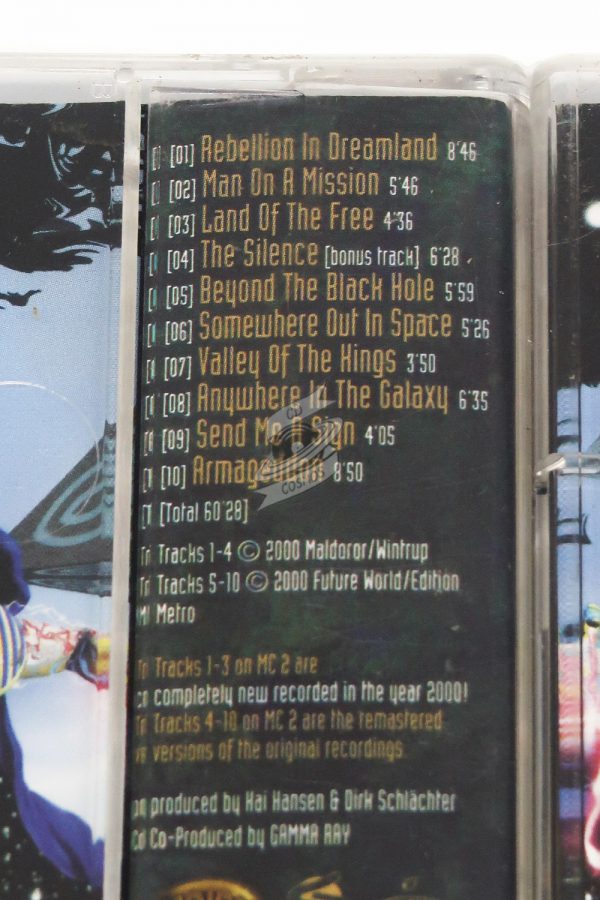 [01] Rebellion In Dreamland 8'46
[02] Man On A Mission 5'46
[03] Land Of The Free 4'36
[04] The Silence [bonus track] 6'28
[05] Beyond The Black Hole 5'59
[06] Somewhere Out In Space 5'26
[07] Valley Of The Kings 3'50
[08] Anywhere In The Galaxy 6'35
[09] Send Me A Sign 4'05
[10] Armageddon 8'50
[Total 60'28]
Tracks 1-4 © 2000 Maldoror/Wintrup
Tracks 5-10 © 2000 Future World/Edition
Metro
Tracks 1-3 on MC 2 are
completely new recorded in the year 2000!
Tracks 4-10 on MC 2 are the remastered
versions of the original recordings.
produced by Kai Hansen & Dirk Schlächter
Co-Produced by GAMMA RAY
CD